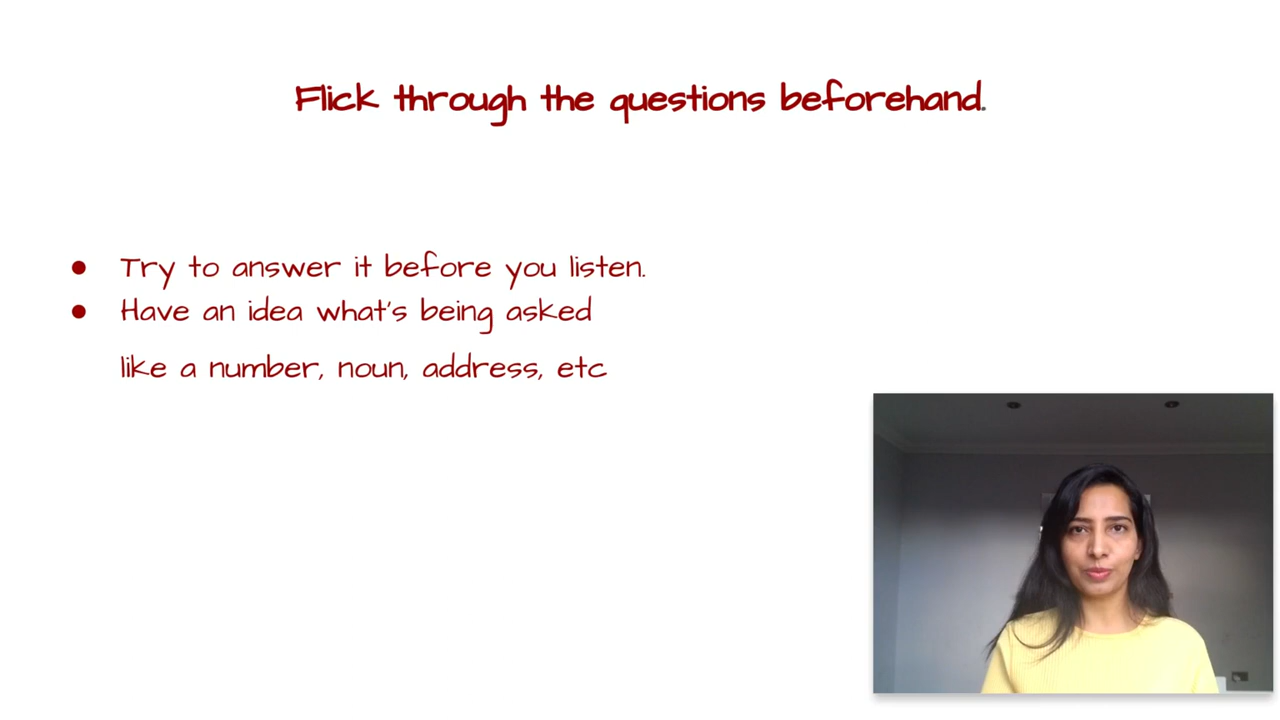 Flick through the questions beforehand.
● Try to answer it before you listen.
● Have an idea what's being asked
like a number, noun, address, etc